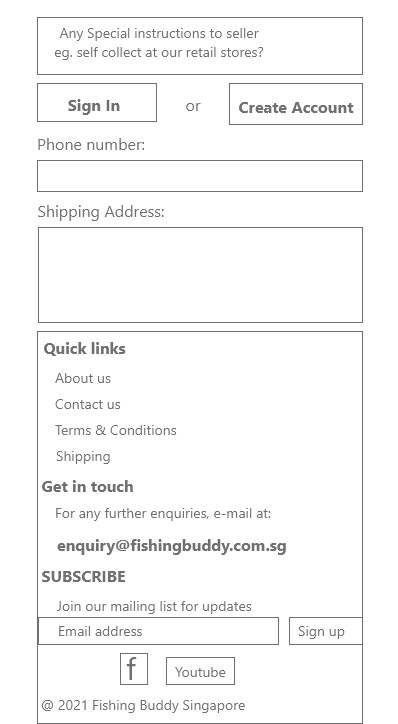 Any Special instructions to seller
eg. self collect at our retail stores?
Sign In or Create Account
Phone number:
Shipping Address:
Quick links
About us
Contact us
Terms & Conditions
Shipping
Get in touch
For any further enquiries, e-mail at:
enquiry@fishingbuddy.com.sg
SUBSCRIBE
Join our mailing list for updates
Email address Sign up
f Youtube
@ 2021 Fishing Buddy Singapore